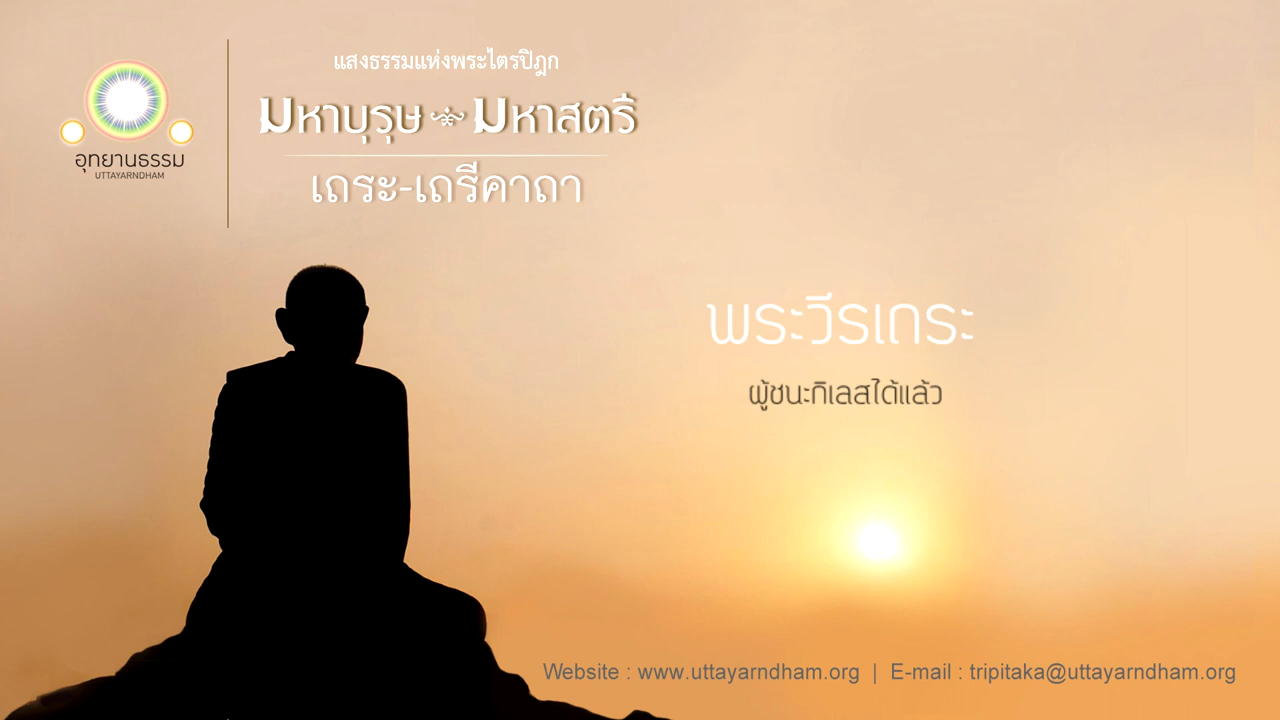 อุทยานธรรม
UTTAYARNDHAM
แสงธรรมแห่งพระไตรปิฎก
มหาบุรุษ มหาสตรี
เถระ-เถรีคาถา
พระวีรเถระ
ผู้ชนะกิเลสได้แล้ว
Website : www.uttayarndham.org | E-mail : tripitaka@uttayarndham.org